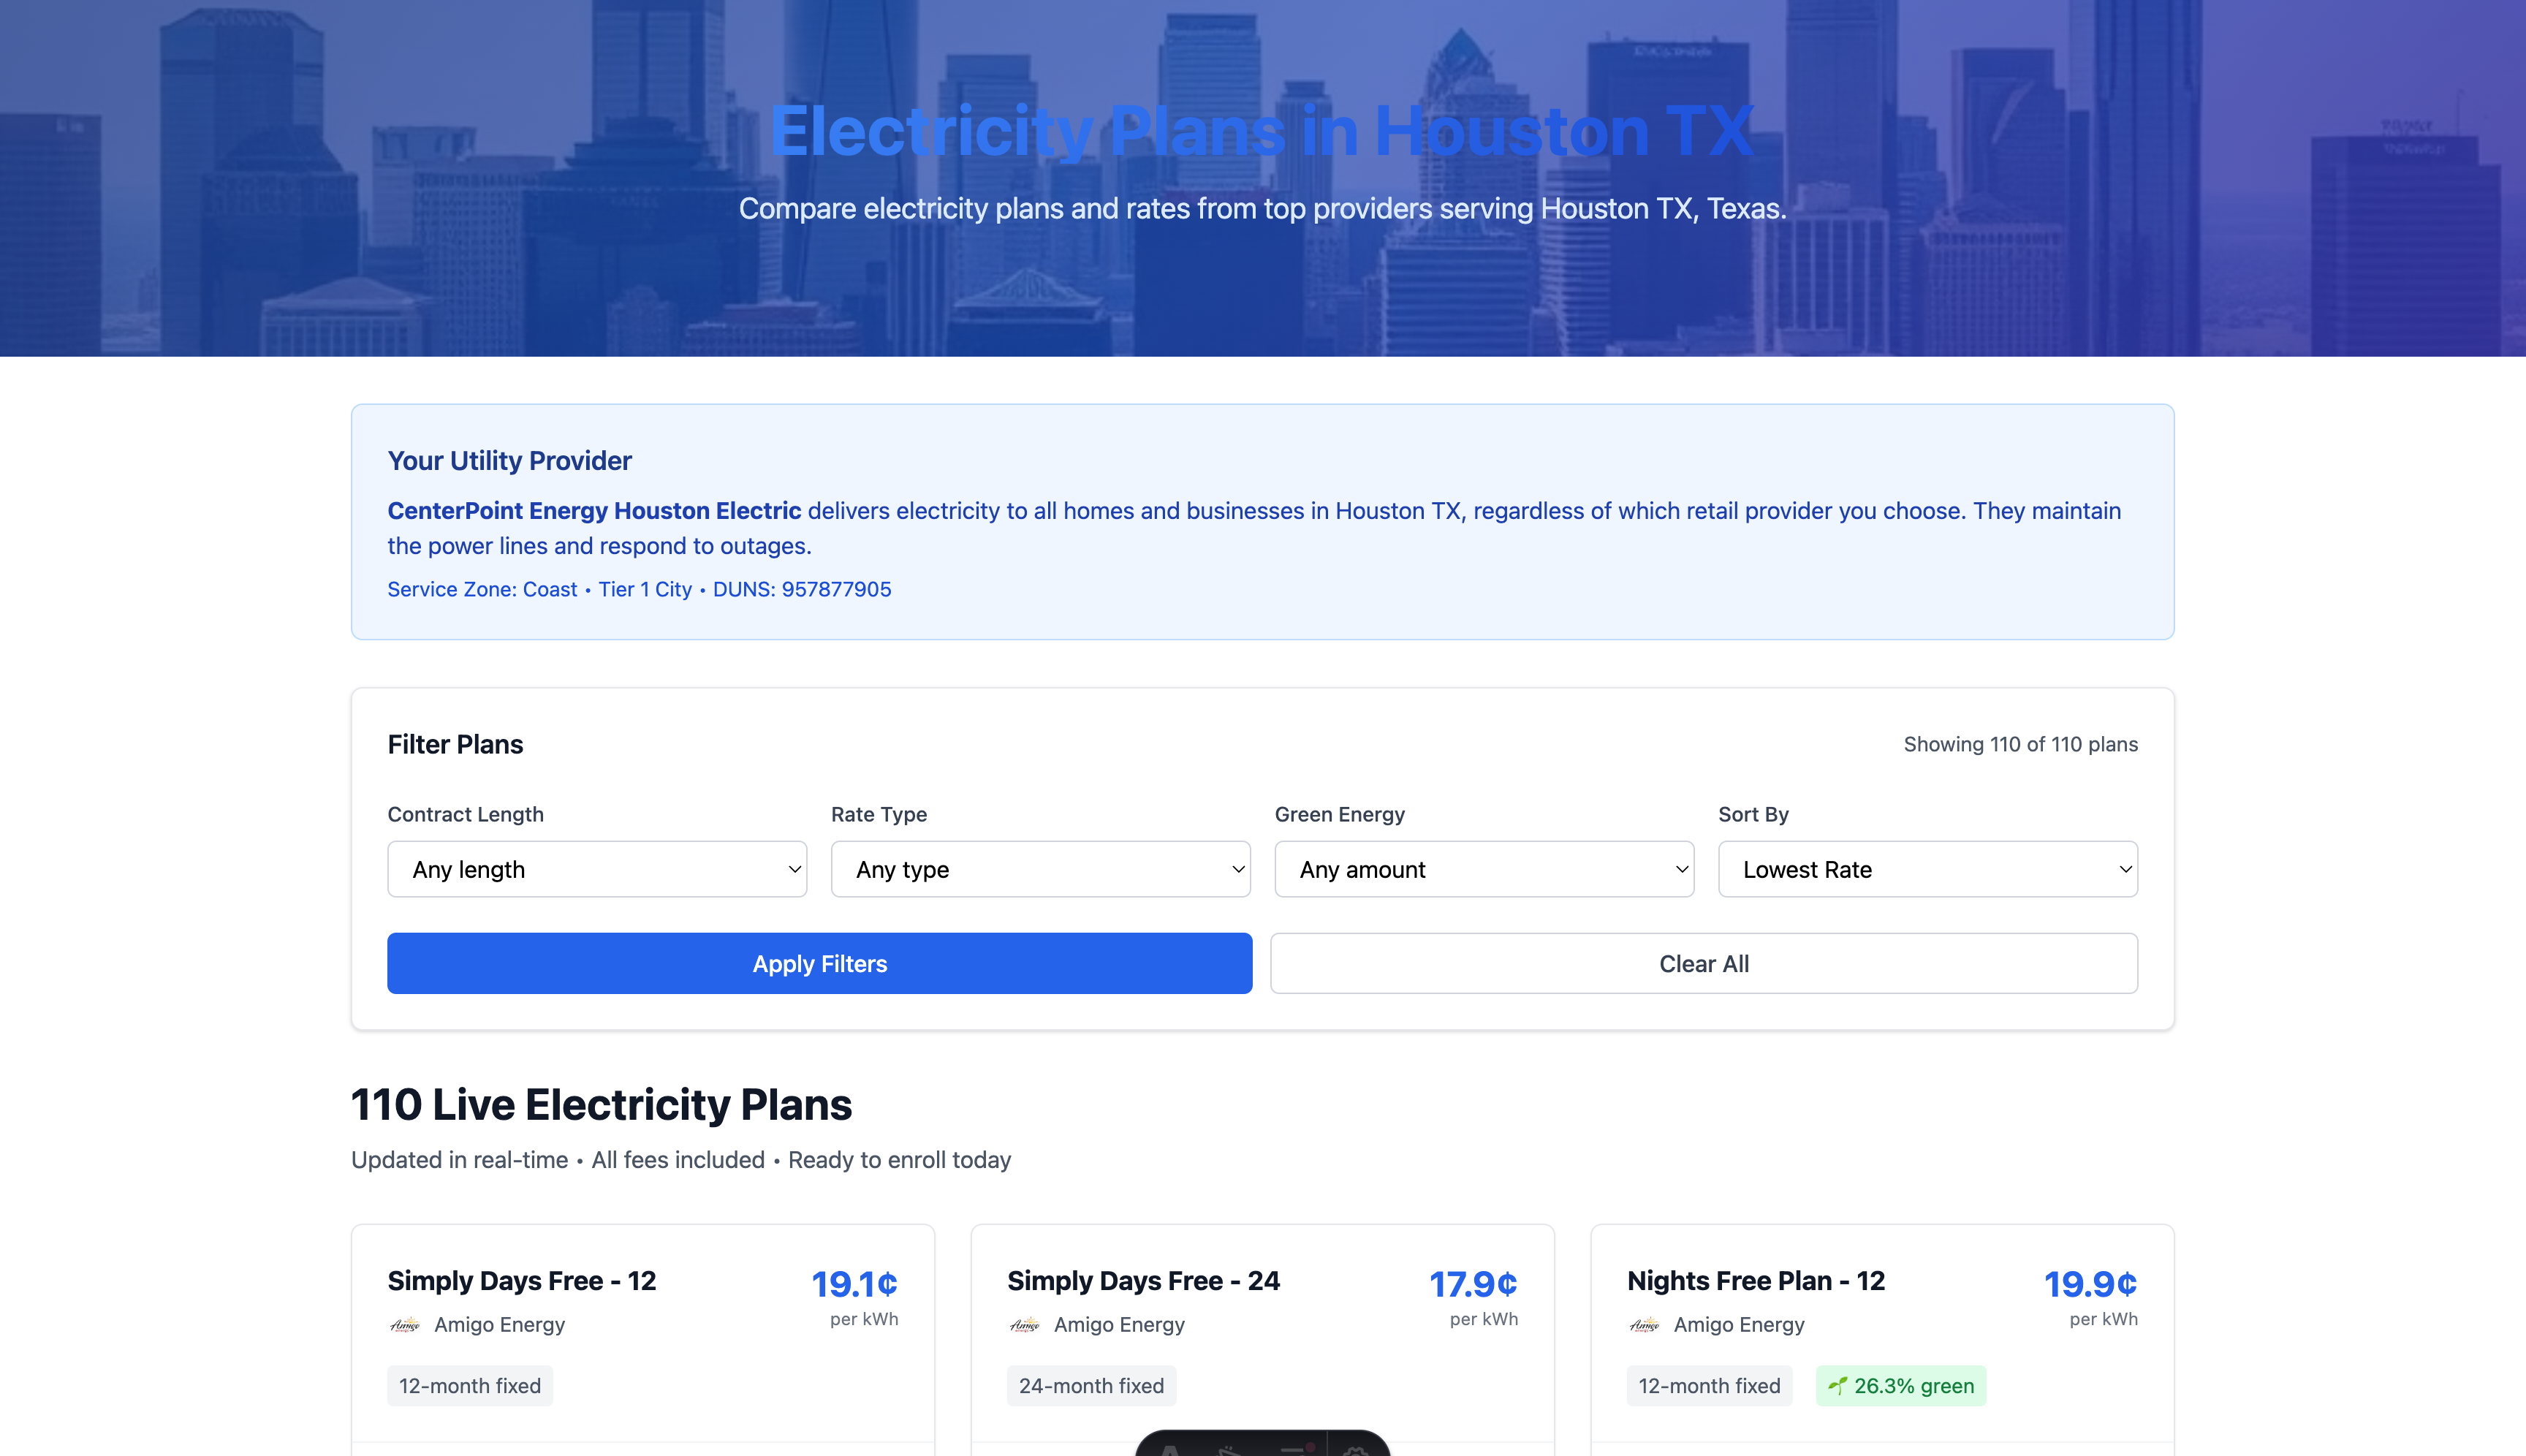 Electricity Plans in Houston TX
Compare electricity plans and rates from top providers serving Houston TX, Texas.
Your Utility Provider
CenterPoint Energy Houston Electric delivers electricity to all homes and businesses in Houston TX, regardless of which retail provider you choose. They maintain
the power lines and respond to outages.
Service Zone: Coast • Tier 1 City • DUNS: 957877905
Filter Plans
Showing 110 of 110 plans
Contract Length
Rate Type
Green Energy
Sort By
Any length
Any type
Any amount
Lowest Rate
Apply Filters
Clear All
110 Live Electricity Plans
Updated in real-time • All fees included • Ready to enroll today
Simply Days Free - 12
19.1¢
Amigo Energy
per kWh
12-month fixed
Simply Days Free - 24
17.9¢
Amigo Energy
per kWh
24-month fixed
Nights Free Plan - 12
19.9¢
Amigo Energy
per kWh
12-month fixed
26.3% green